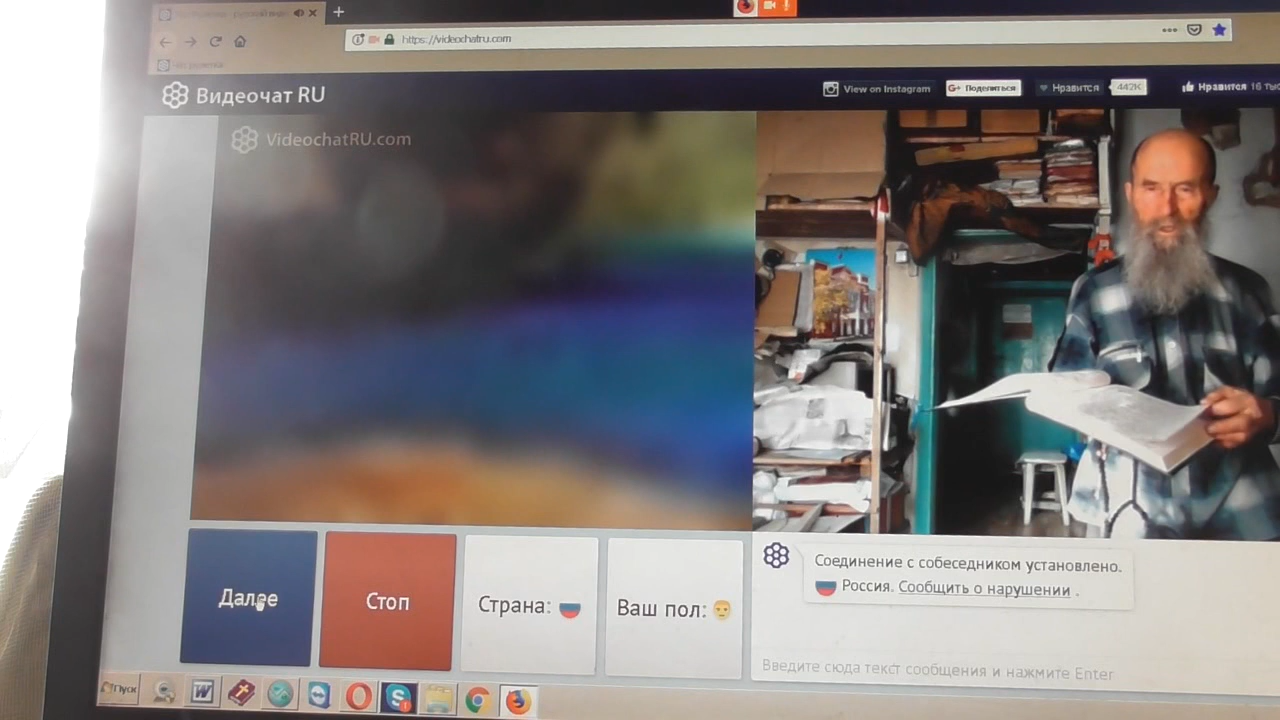 https://videochatru.com
Видеочат RU
View on Instagram
Поделиться
Нравится
442K
Нравится 16
VideochatRU.com
Далее
Стоп
Страна:
Ваш пол:
Соединение с собеседником установлено.
Россия. Сообщить о нарушении .
Введите сюда текст сообщения и нажмите Enter
Пуск